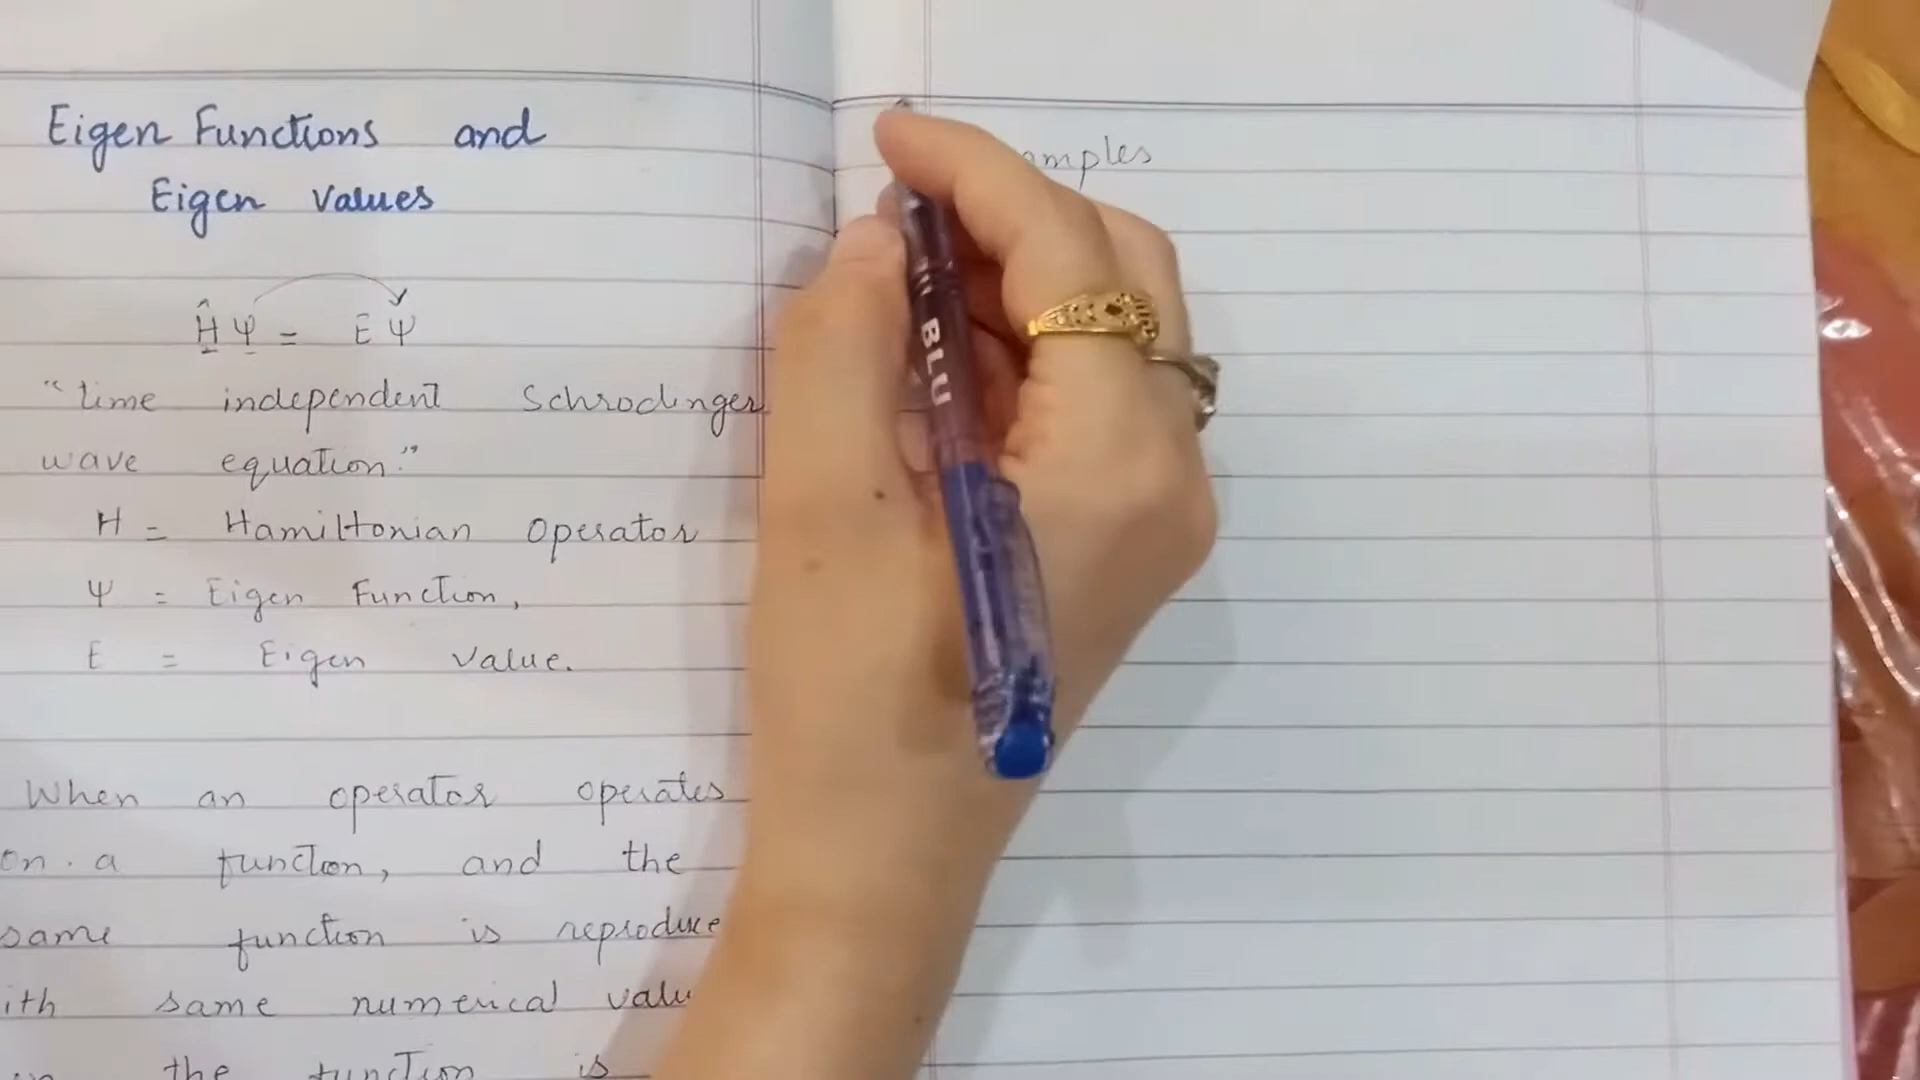 Eigen Functions and
Eigen Values
ĤΨ = EΨ
"time independent Schrodinger
wave equation."
H = Hamiltonian Operator
Ψ = Eigen Function,
E = Eigen value.
When an operator operates
on a function, and the
same function is reproduce
ith same numerical valu
the function is
omples
BLU